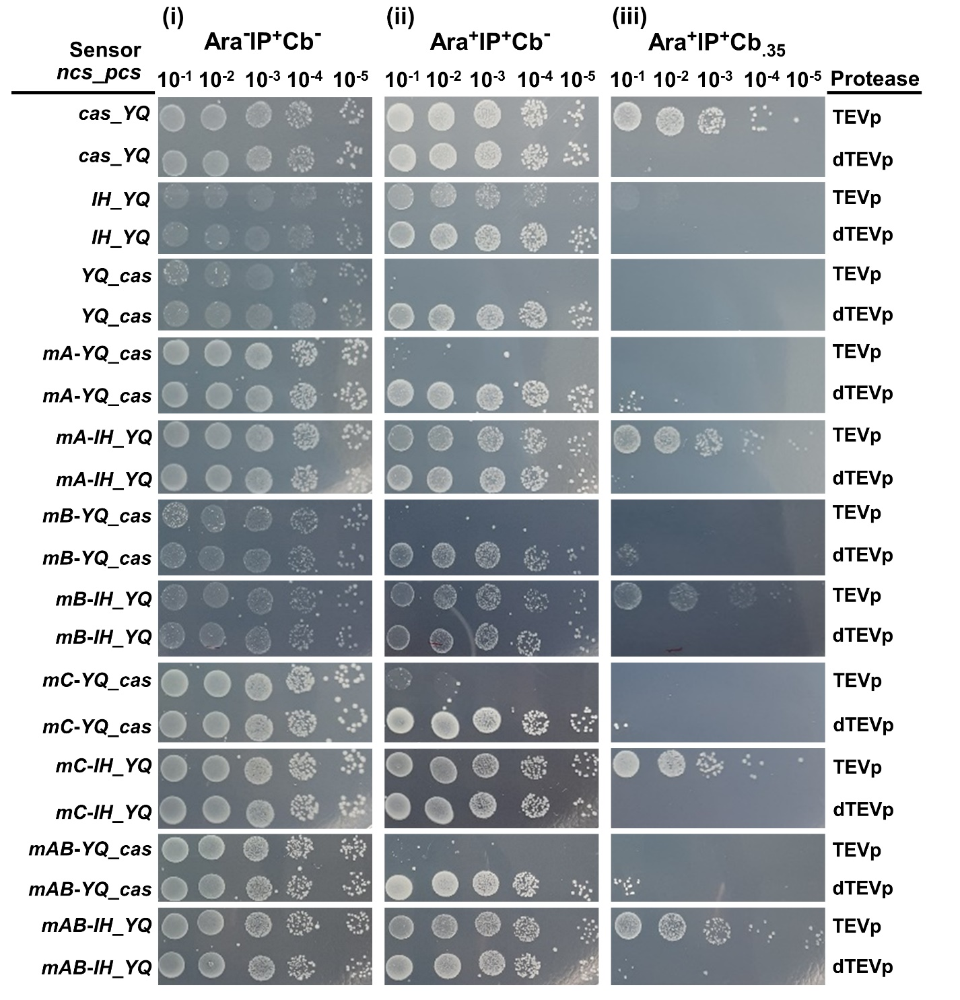 (i) (ii) (iii)
Ara⁻IP⁺Cb⁻ Ara⁺IP⁺Cb⁻ Ara⁺IP⁺Cb.35
Sensor
ncs_pcs 10⁻¹ 10⁻² 10⁻³ 10⁻⁴ 10⁻⁵ 10⁻¹ 10⁻² 10⁻³ 10⁻⁴ 10⁻⁵ 10⁻¹ 10⁻² 10⁻³ 10⁻⁴ 10⁻⁵ Protease
cas_YQ TEVp
cas_YQ dTEVp
IH_YQ TEVp
IH_YQ dTEVp
YQ_cas TEVp
YQ_cas dTEVp
mA-YQ_cas TEVp
mA-YQ_cas dTEVp
mA-IH_YQ TEVp
mA-IH_YQ dTEVp
mB-YQ_cas TEVp
mB-YQ_cas dTEVp
mB-IH_YQ TEVp
mB-IH_YQ dTEVp
mC-YQ_cas TEVp
mC-YQ_cas dTEVp
mC-IH_YQ TEVp
mC-IH_YQ dTEVp
mAB-YQ_cas TEVp
mAB-YQ_cas dTEVp
mAB-IH_YQ TEVp
mAB-IH_YQ dTEVp